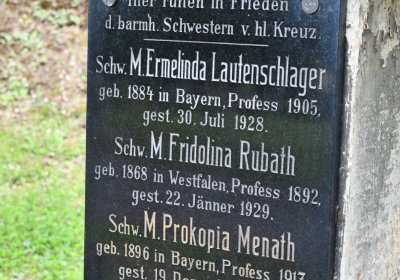 Hier ruhen in Frieden
d. barmh. Schwestern v. hl. Kreuz.
Schw. M. Ermelinda Lautenschlager
geb. 1884 in Bayern, Profess 1905,
gest. 30. Juli 1928.
Schw. M. Fridolina Rubath
geb. 1868 in Westfalen, Profess 1892,
gest. 22. Jänner 1929.
Schw. M. Prokopia Menath
geb. 1896 in Bayern, Profess 1917,
gest. 19.